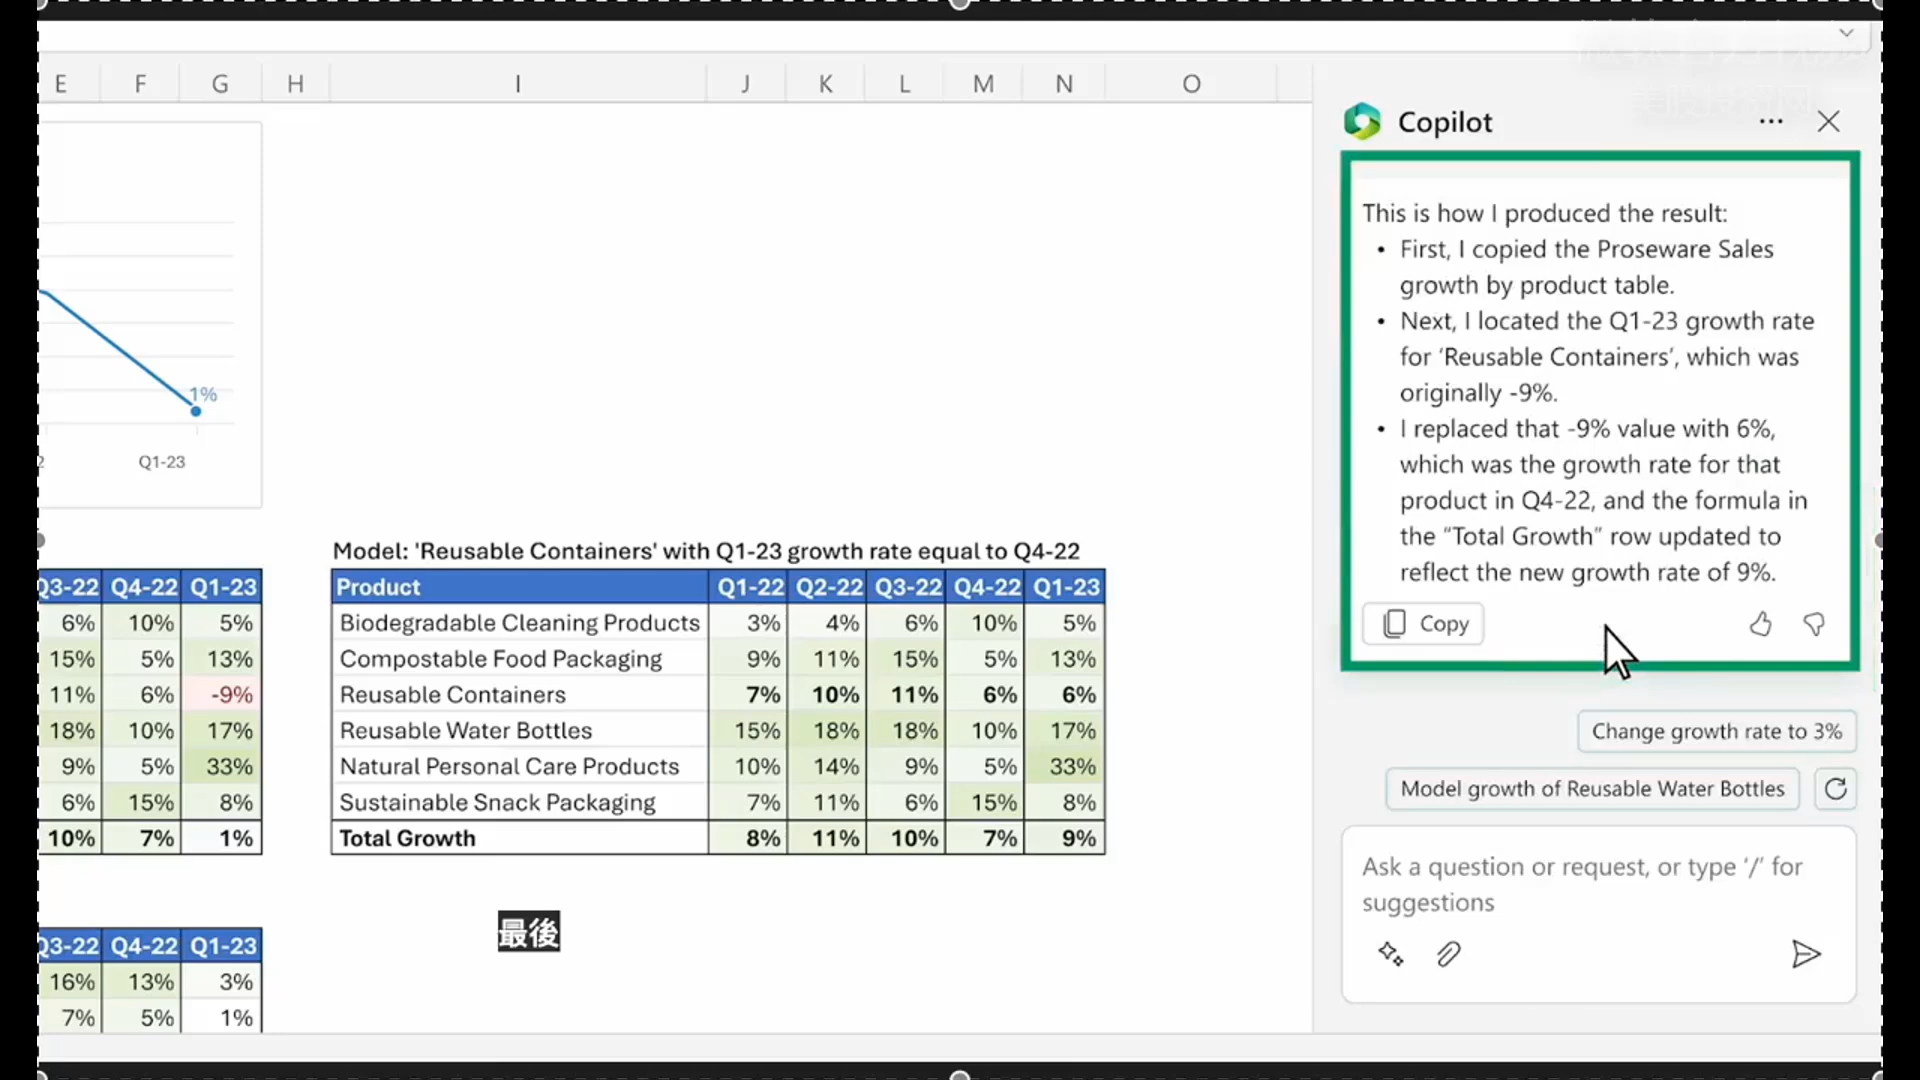 E F G H I J K L M N O
Copilot
This is how I produced the result:
• First, I copied the Proseware Sales
growth by product table.
• Next, I located the Q1-23 growth rate
for ‘Reusable Containers’, which was
originally -9%.
• I replaced that -9% value with 6%,
which was the growth rate for that
product in Q4-22, and the formula in
the “Total Growth” row updated to
reflect the new growth rate of 9%.
Copy
Change growth rate to 3%
Model growth of Reusable Water Bottles
Ask a question or request, or type ‘/’ for
suggestions
1%
2 Q1-23
Q3-22 Q4-22 Q1-23
6% 10% 5%
15% 5% 13%
11% 6% -9%
18% 10% 17%
9% 5% 33%
6% 15% 8%
10% 7% 1%
Model: 'Reusable Containers' with Q1-23 growth rate equal to Q4-22
Product Q1-22 Q2-22 Q3-22 Q4-22 Q1-23
Biodegradable Cleaning Products 3% 4% 6% 10% 5%
Compostable Food Packaging 9% 11% 15% 5% 13%
Reusable Containers 7% 10% 11% 6% 6%
Reusable Water Bottles 15% 18% 18% 10% 17%
Natural Personal Care Products 10% 14% 9% 5% 33%
Sustainable Snack Packaging 7% 11% 6% 15% 8%
Total Growth 8% 11% 10% 7% 9%
最後
Q3-22 Q4-22 Q1-23
16% 13% 3%
7% 5% 1%